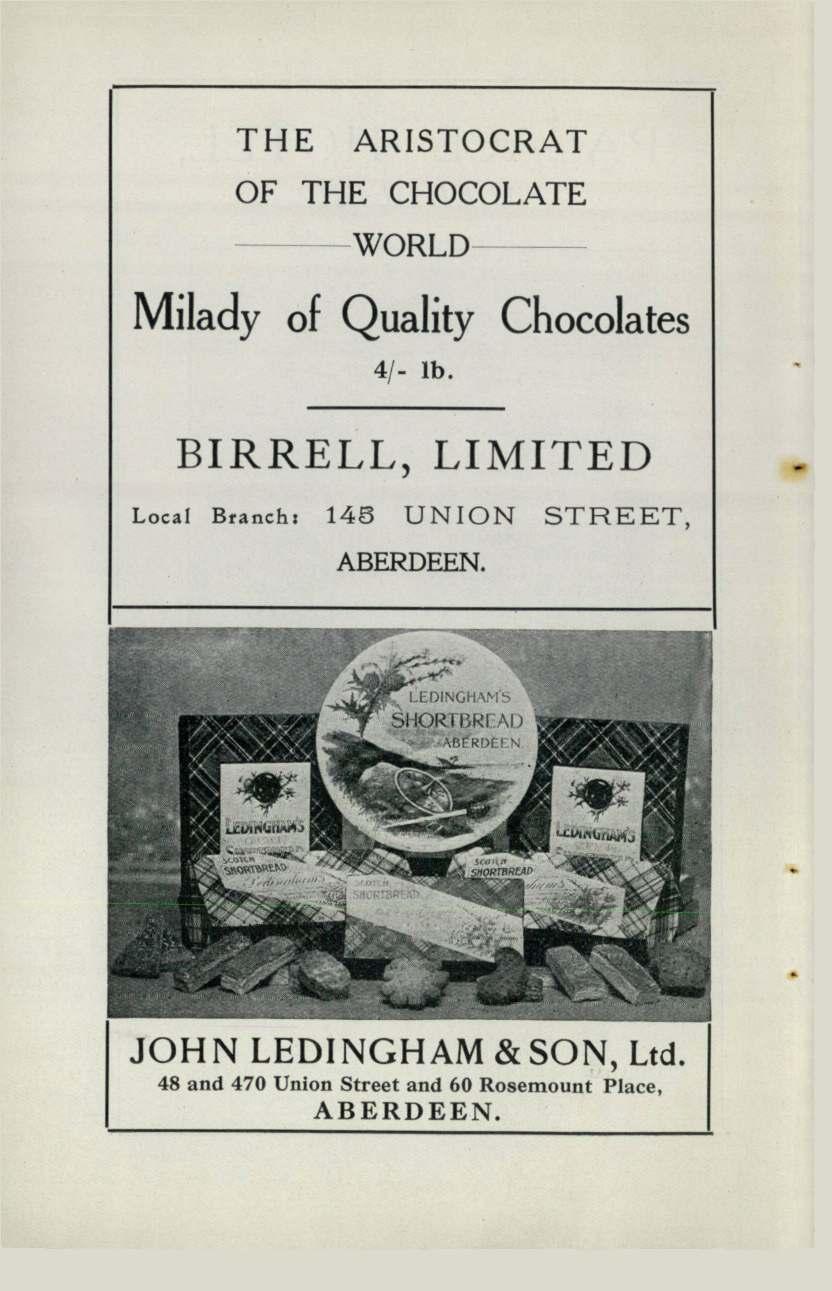 THE ARISTOCRAT
OF THE CHOCOLATE
WORLD
Milady of Quality Chocolates
4/- lb.
BIRRELL, LIMITED
Local Branch: 145 UNION STREET,
ABERDEEN.
LEDINGHAM'S
SHORTBREAD
ABERDEEN
LEDINGHAM'S
LEDINGHAM'S
SCOTCH
SHORTBREAD
Ledingham's
SCOTCH
SHORTBREAD
SCOTCH
SHORTBREAD
JOHN LEDINGHAM & SON, Ltd.
48 and 470 Union Street and 60 Rosemount Place,
ABERDEEN.